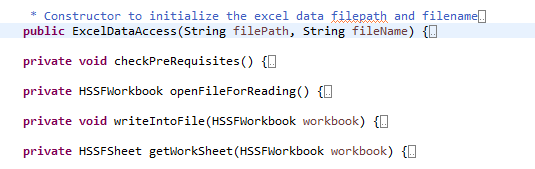 * Constructor to initialize the excel data filepath and filename
public ExcelDataAccess(String filePath, String fileName) {
private void checkPreRequisites() {
private HSSFWorkbook openFileForReading() {
private void writeIntoFile(HSSFWorkbook workbook) {
private HSSFSheet getWorkSheet(HSSFWorkbook workbook) {